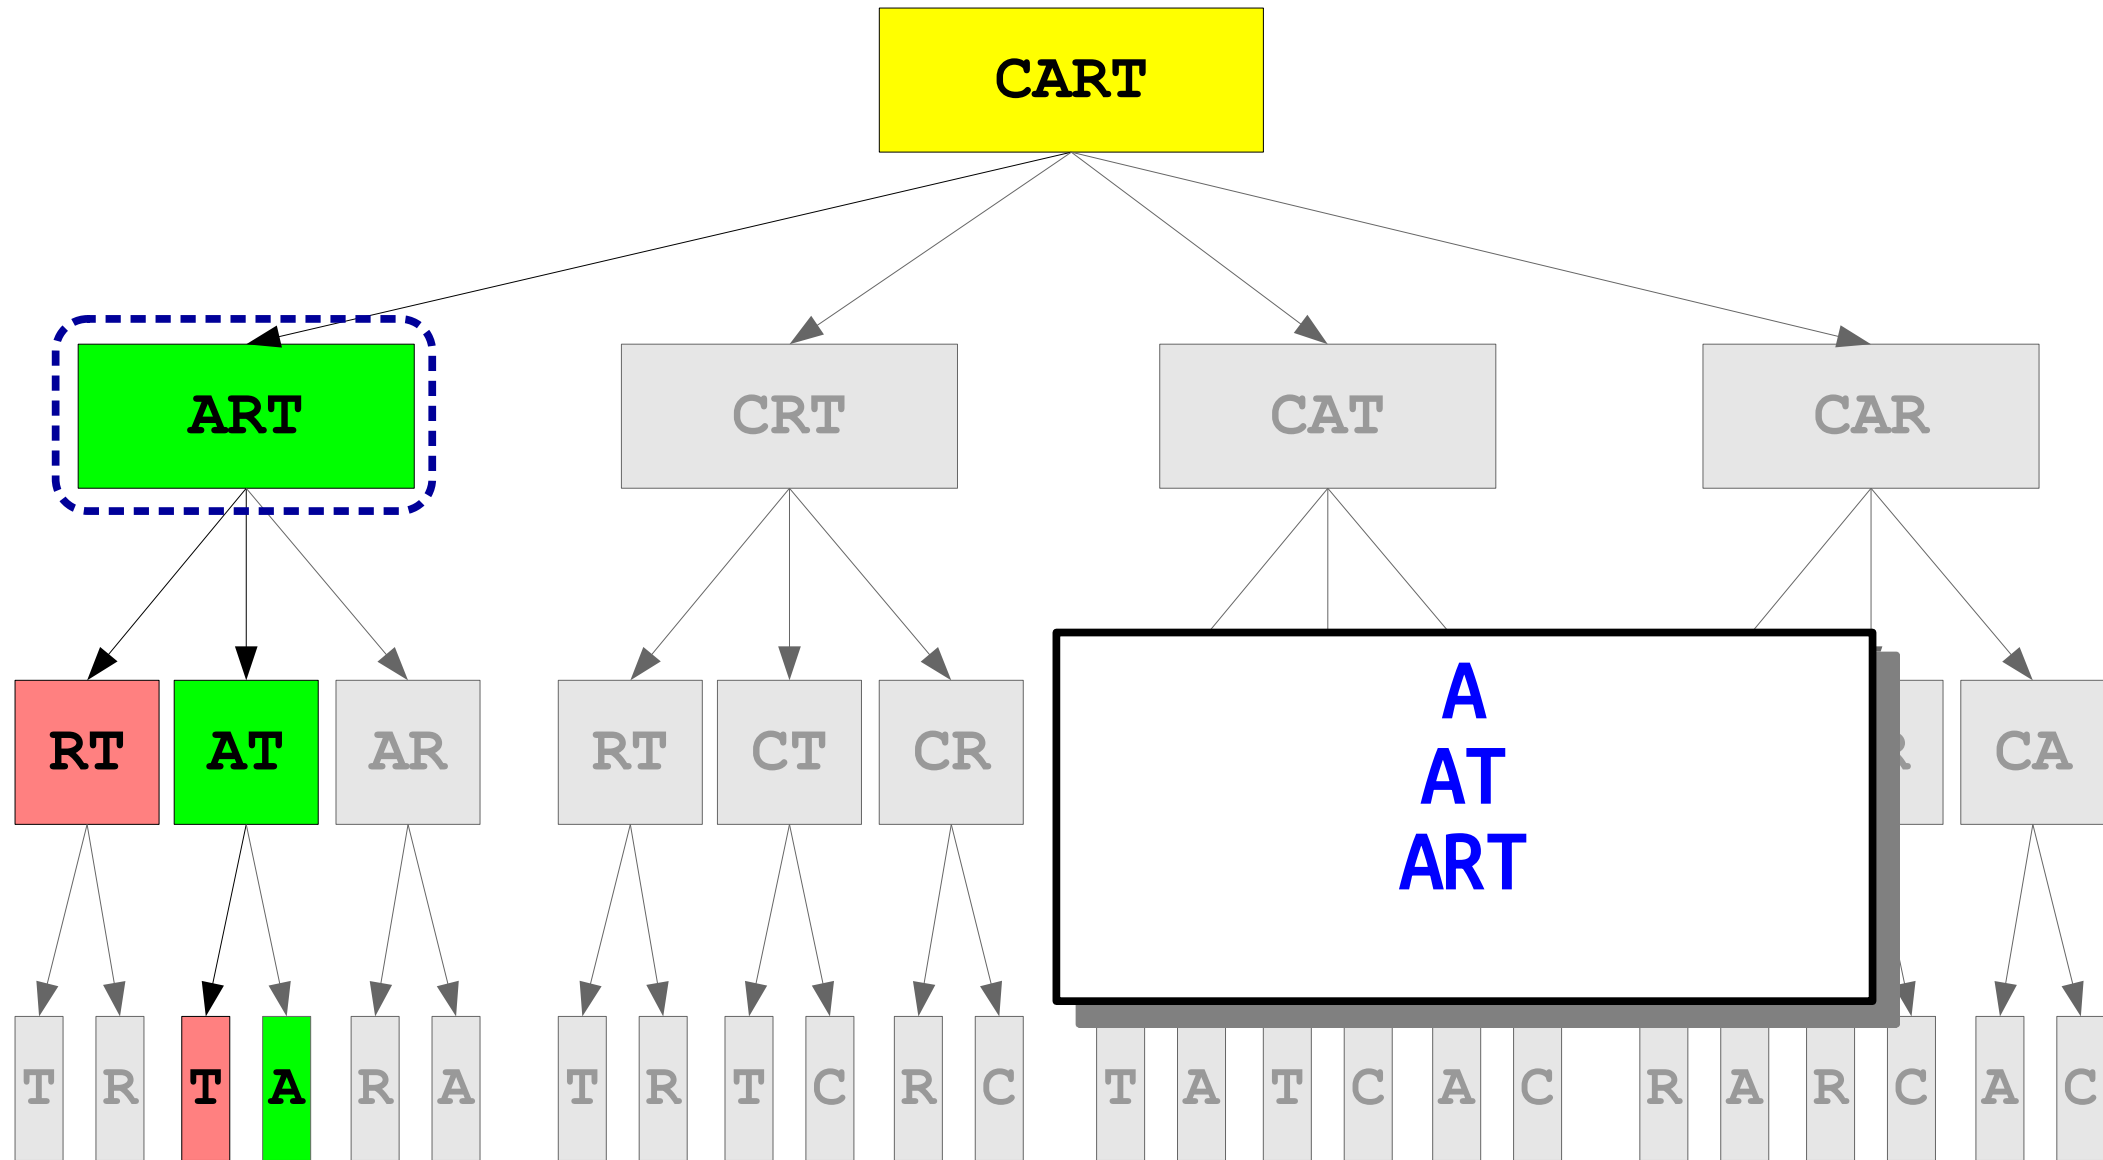 CART
ART CRT CAT CAR
RT AT AR RT CT CR CA
A
AT
ART
T R T A R A T R T C R C T A T C A C R A R C A C